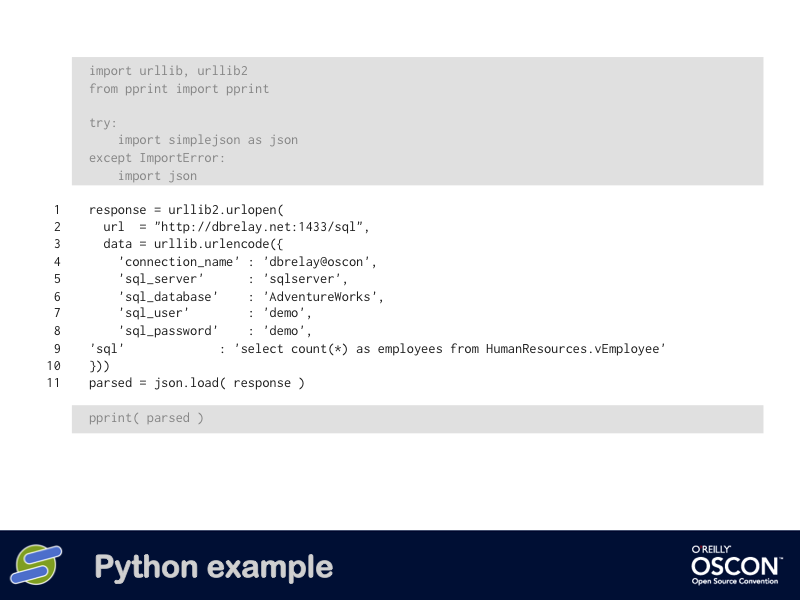 import urllib, urllib2
from pprint import pprint
try:
    import simplejson as json
except ImportError:
    import json
1 response = urllib2.urlopen(
2   url  = "http://dbrelay.net:1433/sql",
3   data = urllib.urlencode({
4     'connection_name' : 'dbrelay@oscon',
5     'sql_server'      : 'sqlserver',
6     'sql_database'    : 'AdventureWorks',
7     'sql_user'        : 'demo',
8     'sql_password'    : 'demo',
9 'sql'             : 'select count(*) as employees from HumanResources.vEmployee'
10 }))
11 parsed = json.load( response )
pprint( parsed )
Python example
O'REILLY
OSCON™
Open Source Convention